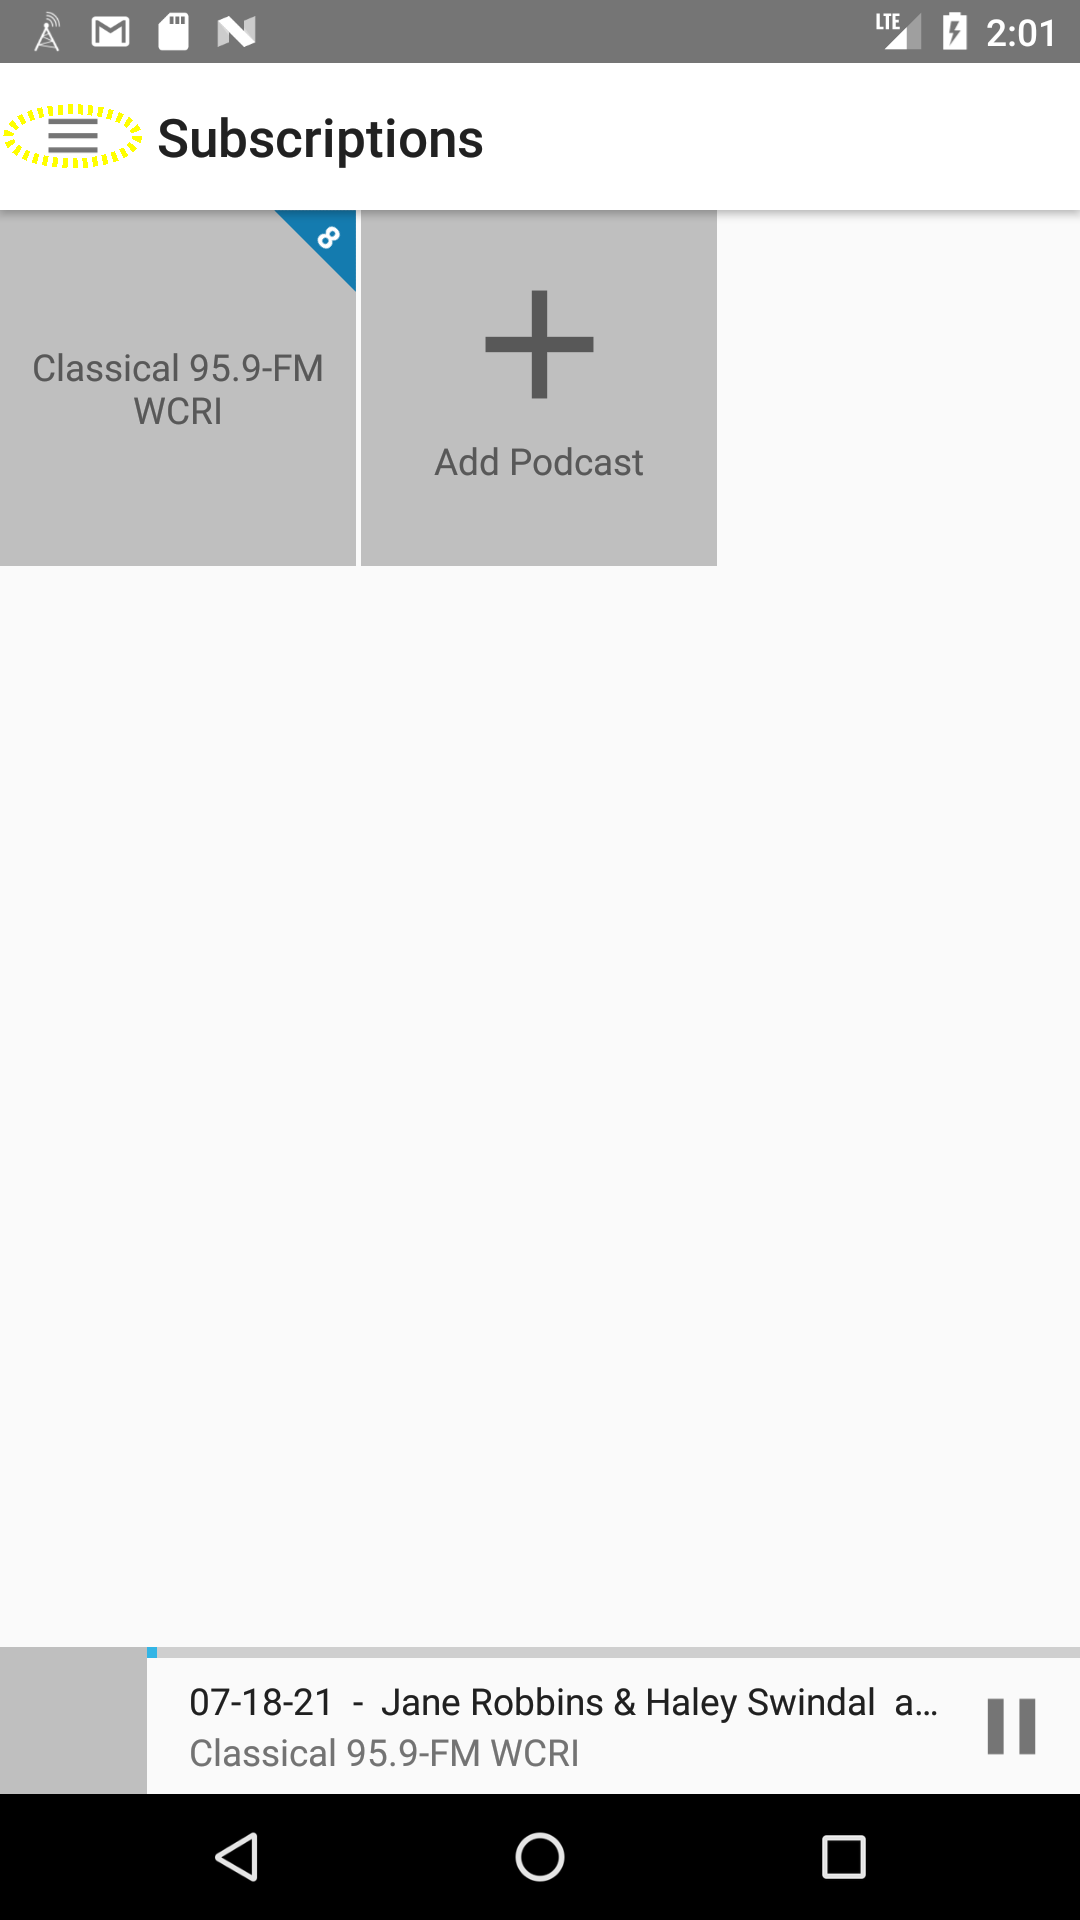 LTE 2:01
Subscriptions
8
Classical 95.9-FM
WCRI
Add Podcast
07-18-21 - Jane Robbins & Haley Swindal a...
Classical 95.9-FM WCRI